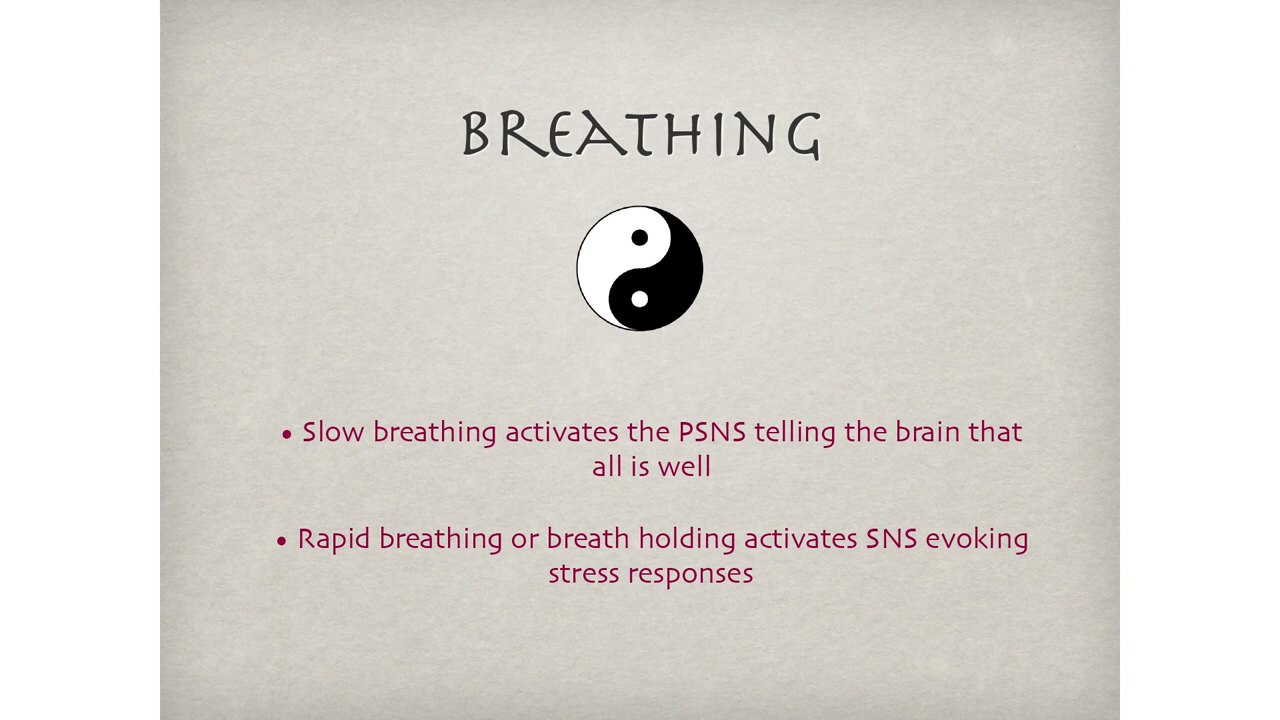 BREATHING
• Slow breathing activates the PSNS telling the brain that
all is well
• Rapid breathing or breath holding activates SNS evoking
stress responses